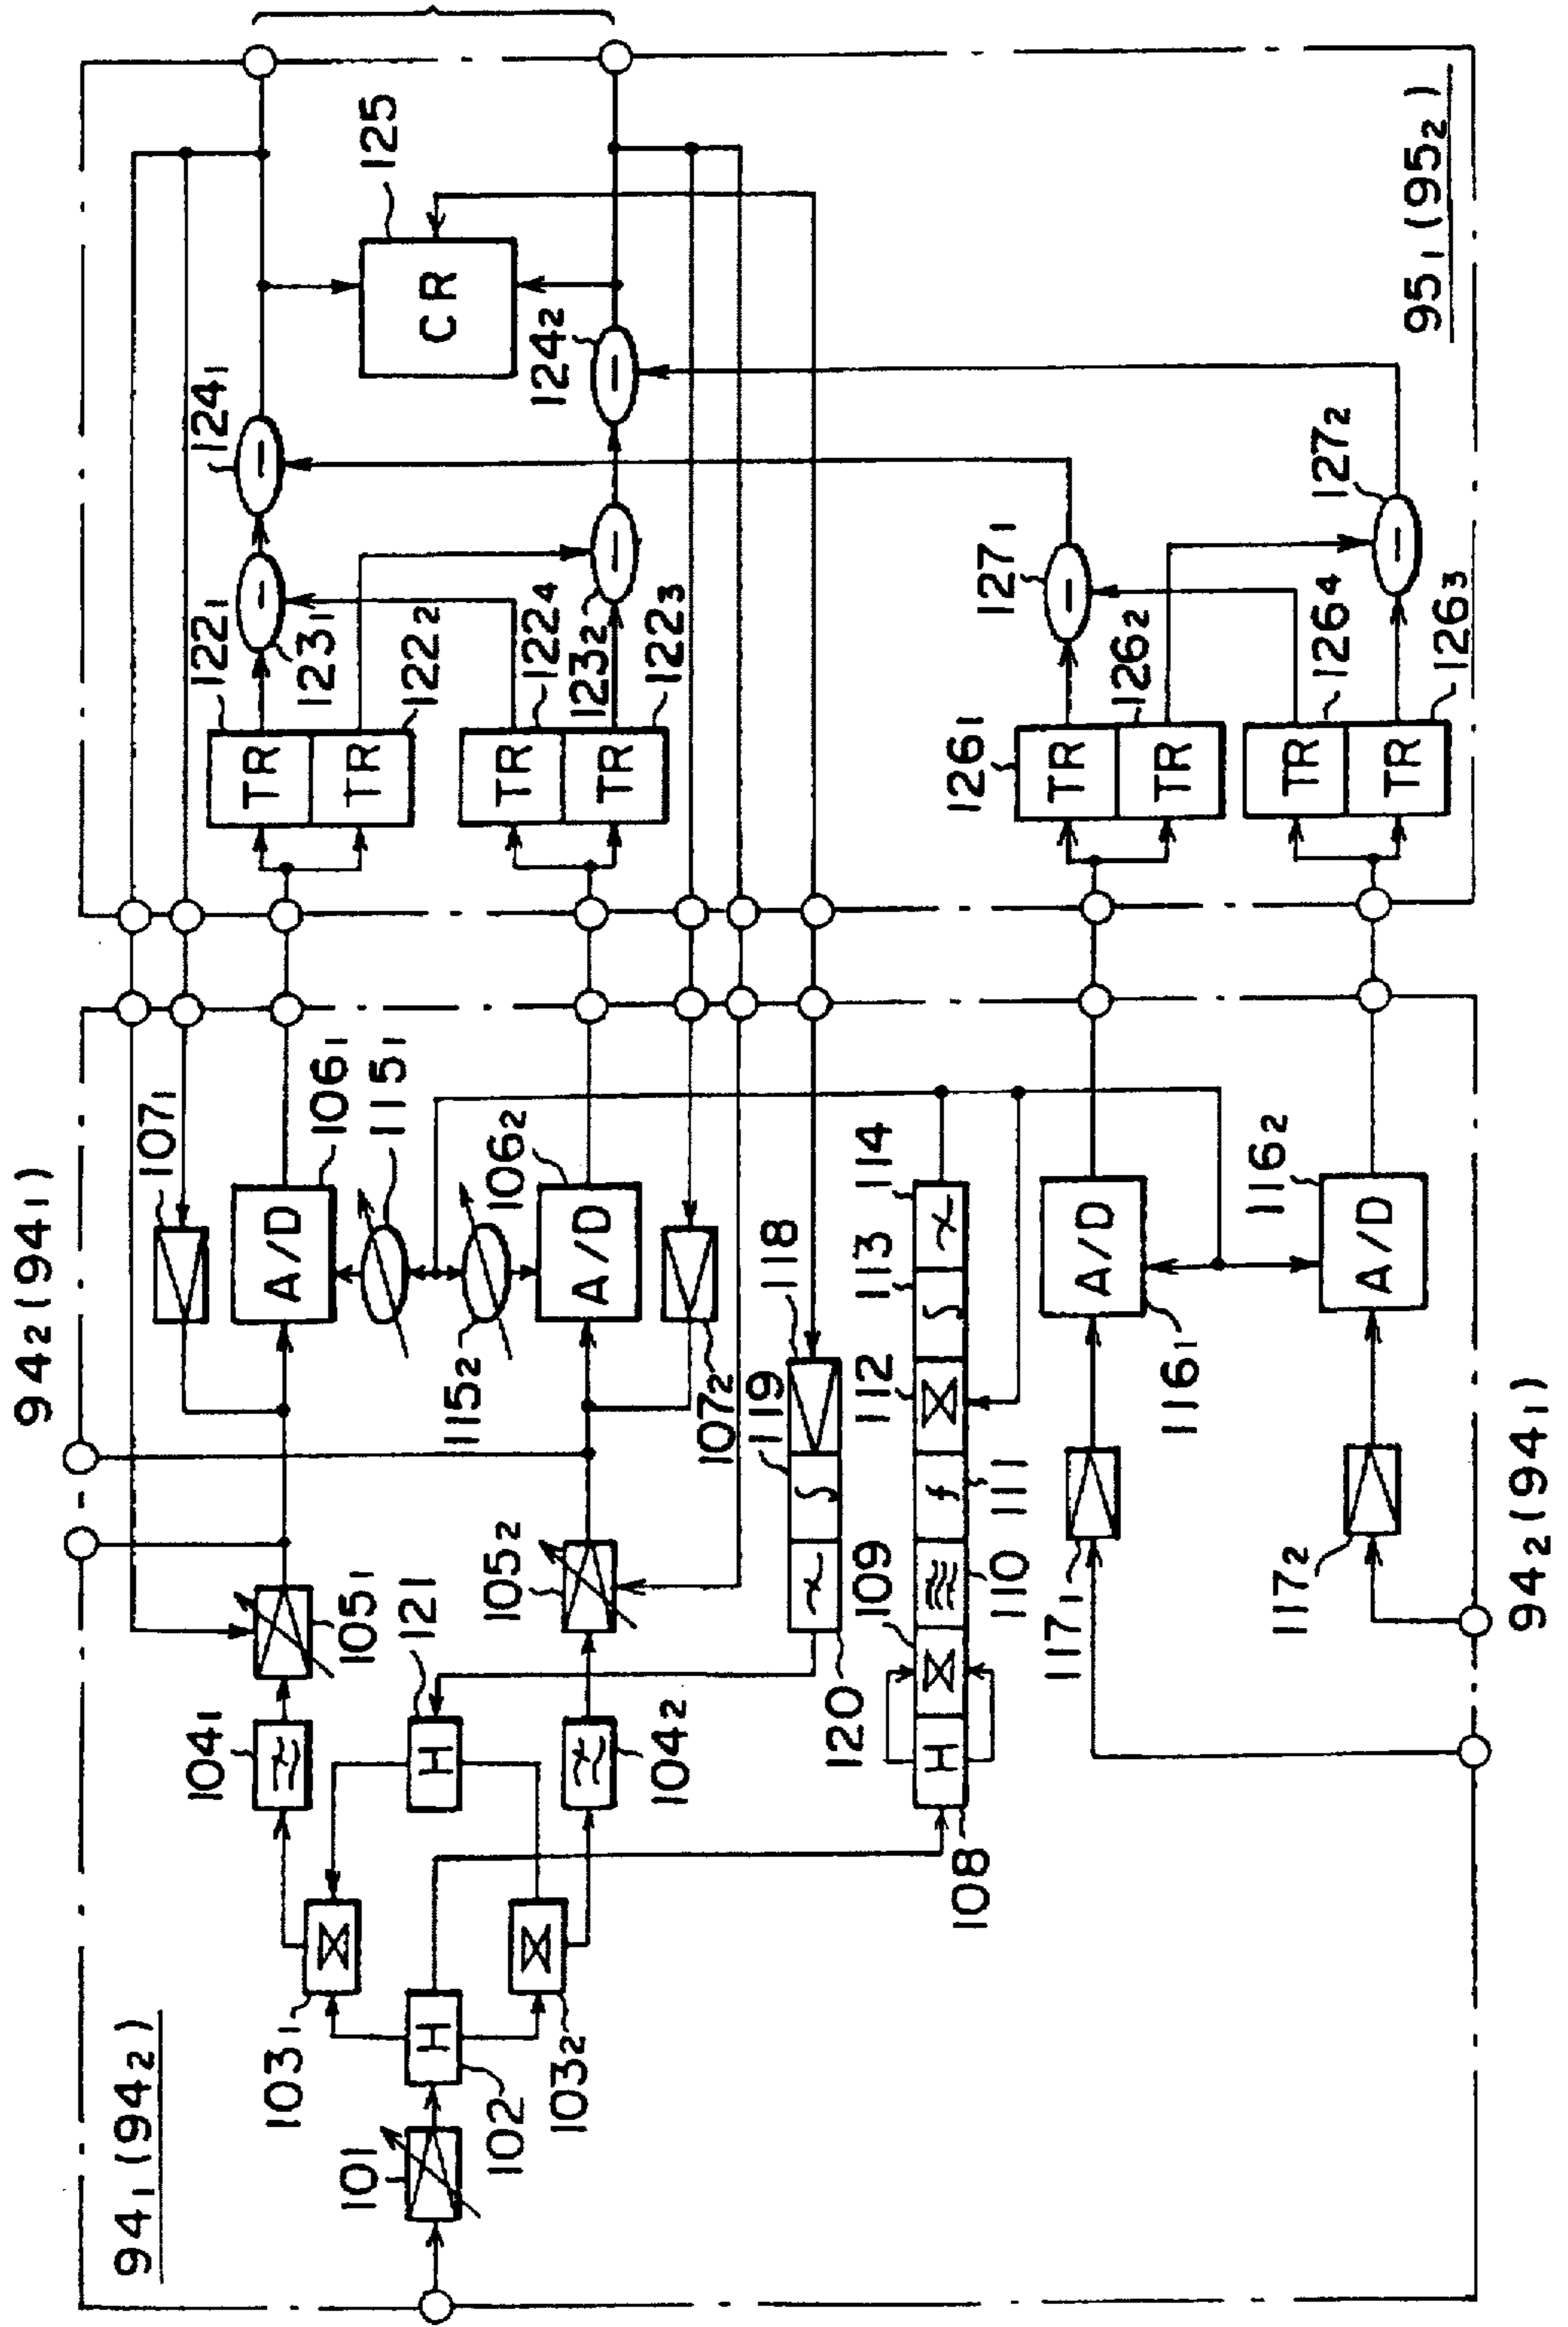 94₁(94₂)
101
102
H
103₁
103₂
104₁
104₂
H
121
105₁
105₂
94₂(94₁)
107₁
A/D
106₁
115₁
115₂
106₂
A/D
107₂
118
119
120
108
H
109
110
f
111
112
113
114
117₁
A/D
116₁
117₂
A/D
116₂
94₂(94₁)
TR
122₁
TR
122₂
TR
122₄
TR
122₃
123₁
123₂
124₁
124₂
CR
125
TR
126₁
TR
126₂
TR
126₄
TR
126₃
127₁
127₂
95₁(95₂)